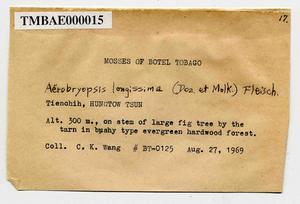 TMBAE000015
17.
MOSSES OF BOTEL TOBAGO
Aërobryopsis longissima (Doz. et Molk.) Fleisch.
Tienchih, HUNGTOW TSUN
Alt. 300 m., on stem of large fig tree by the
tarn in bushy type evergreen hardwood forest.
Coll. C. K. Wang # BT-0125 Aug. 27, 1969